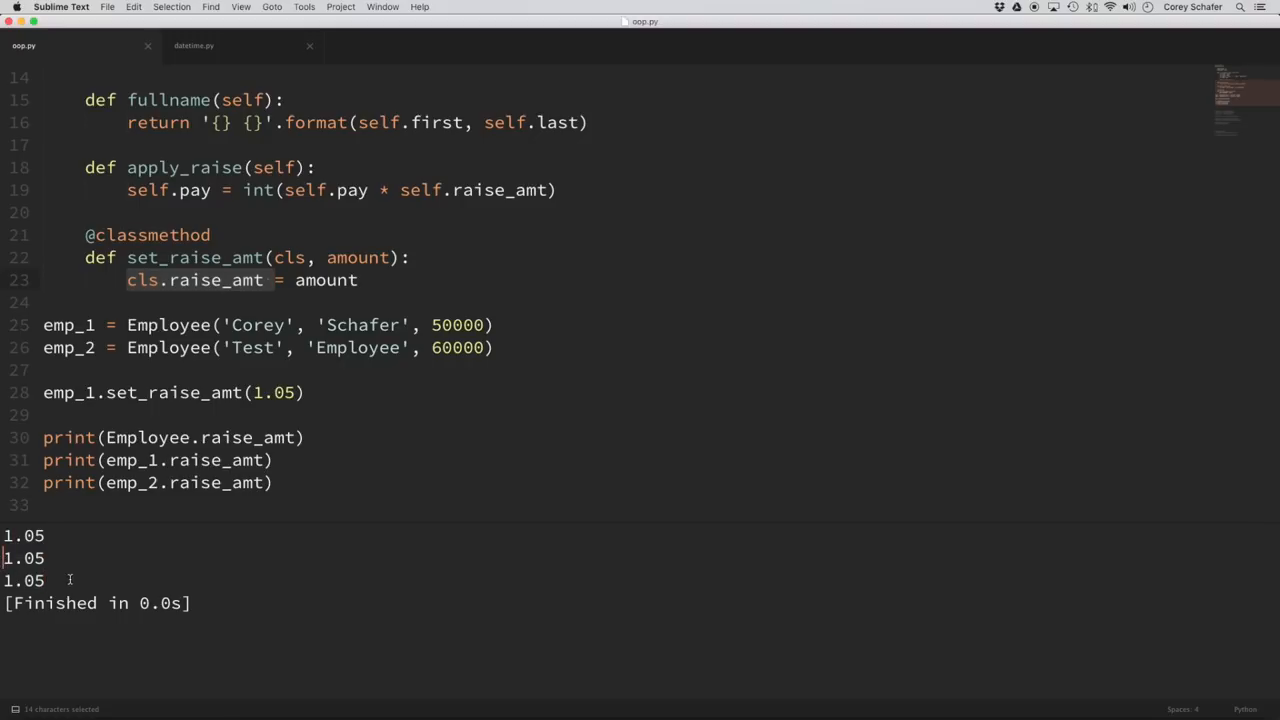 Sublime Text File Edit Selection Find View Goto Tools Project Window Help Corey Schafer
oop.py
oop.py datetime.py
14
15 def fullname(self):
16 return '{} {}'.format(self.first, self.last)
17
18 def apply_raise(self):
19 self.pay = int(self.pay * self.raise_amt)
20
21 @classmethod
22 def set_raise_amt(cls, amount):
23 cls.raise_amt = amount
24
25 emp_1 = Employee('Corey', 'Schafer', 50000)
26 emp_2 = Employee('Test', 'Employee', 60000)
27
28 emp_1.set_raise_amt(1.05)
29
30 print(Employee.raise_amt)
31 print(emp_1.raise_amt)
32 print(emp_2.raise_amt)
33
1.05
1.05
1.05
[Finished in 0.0s]
14 characters selected Spaces: 4 Python